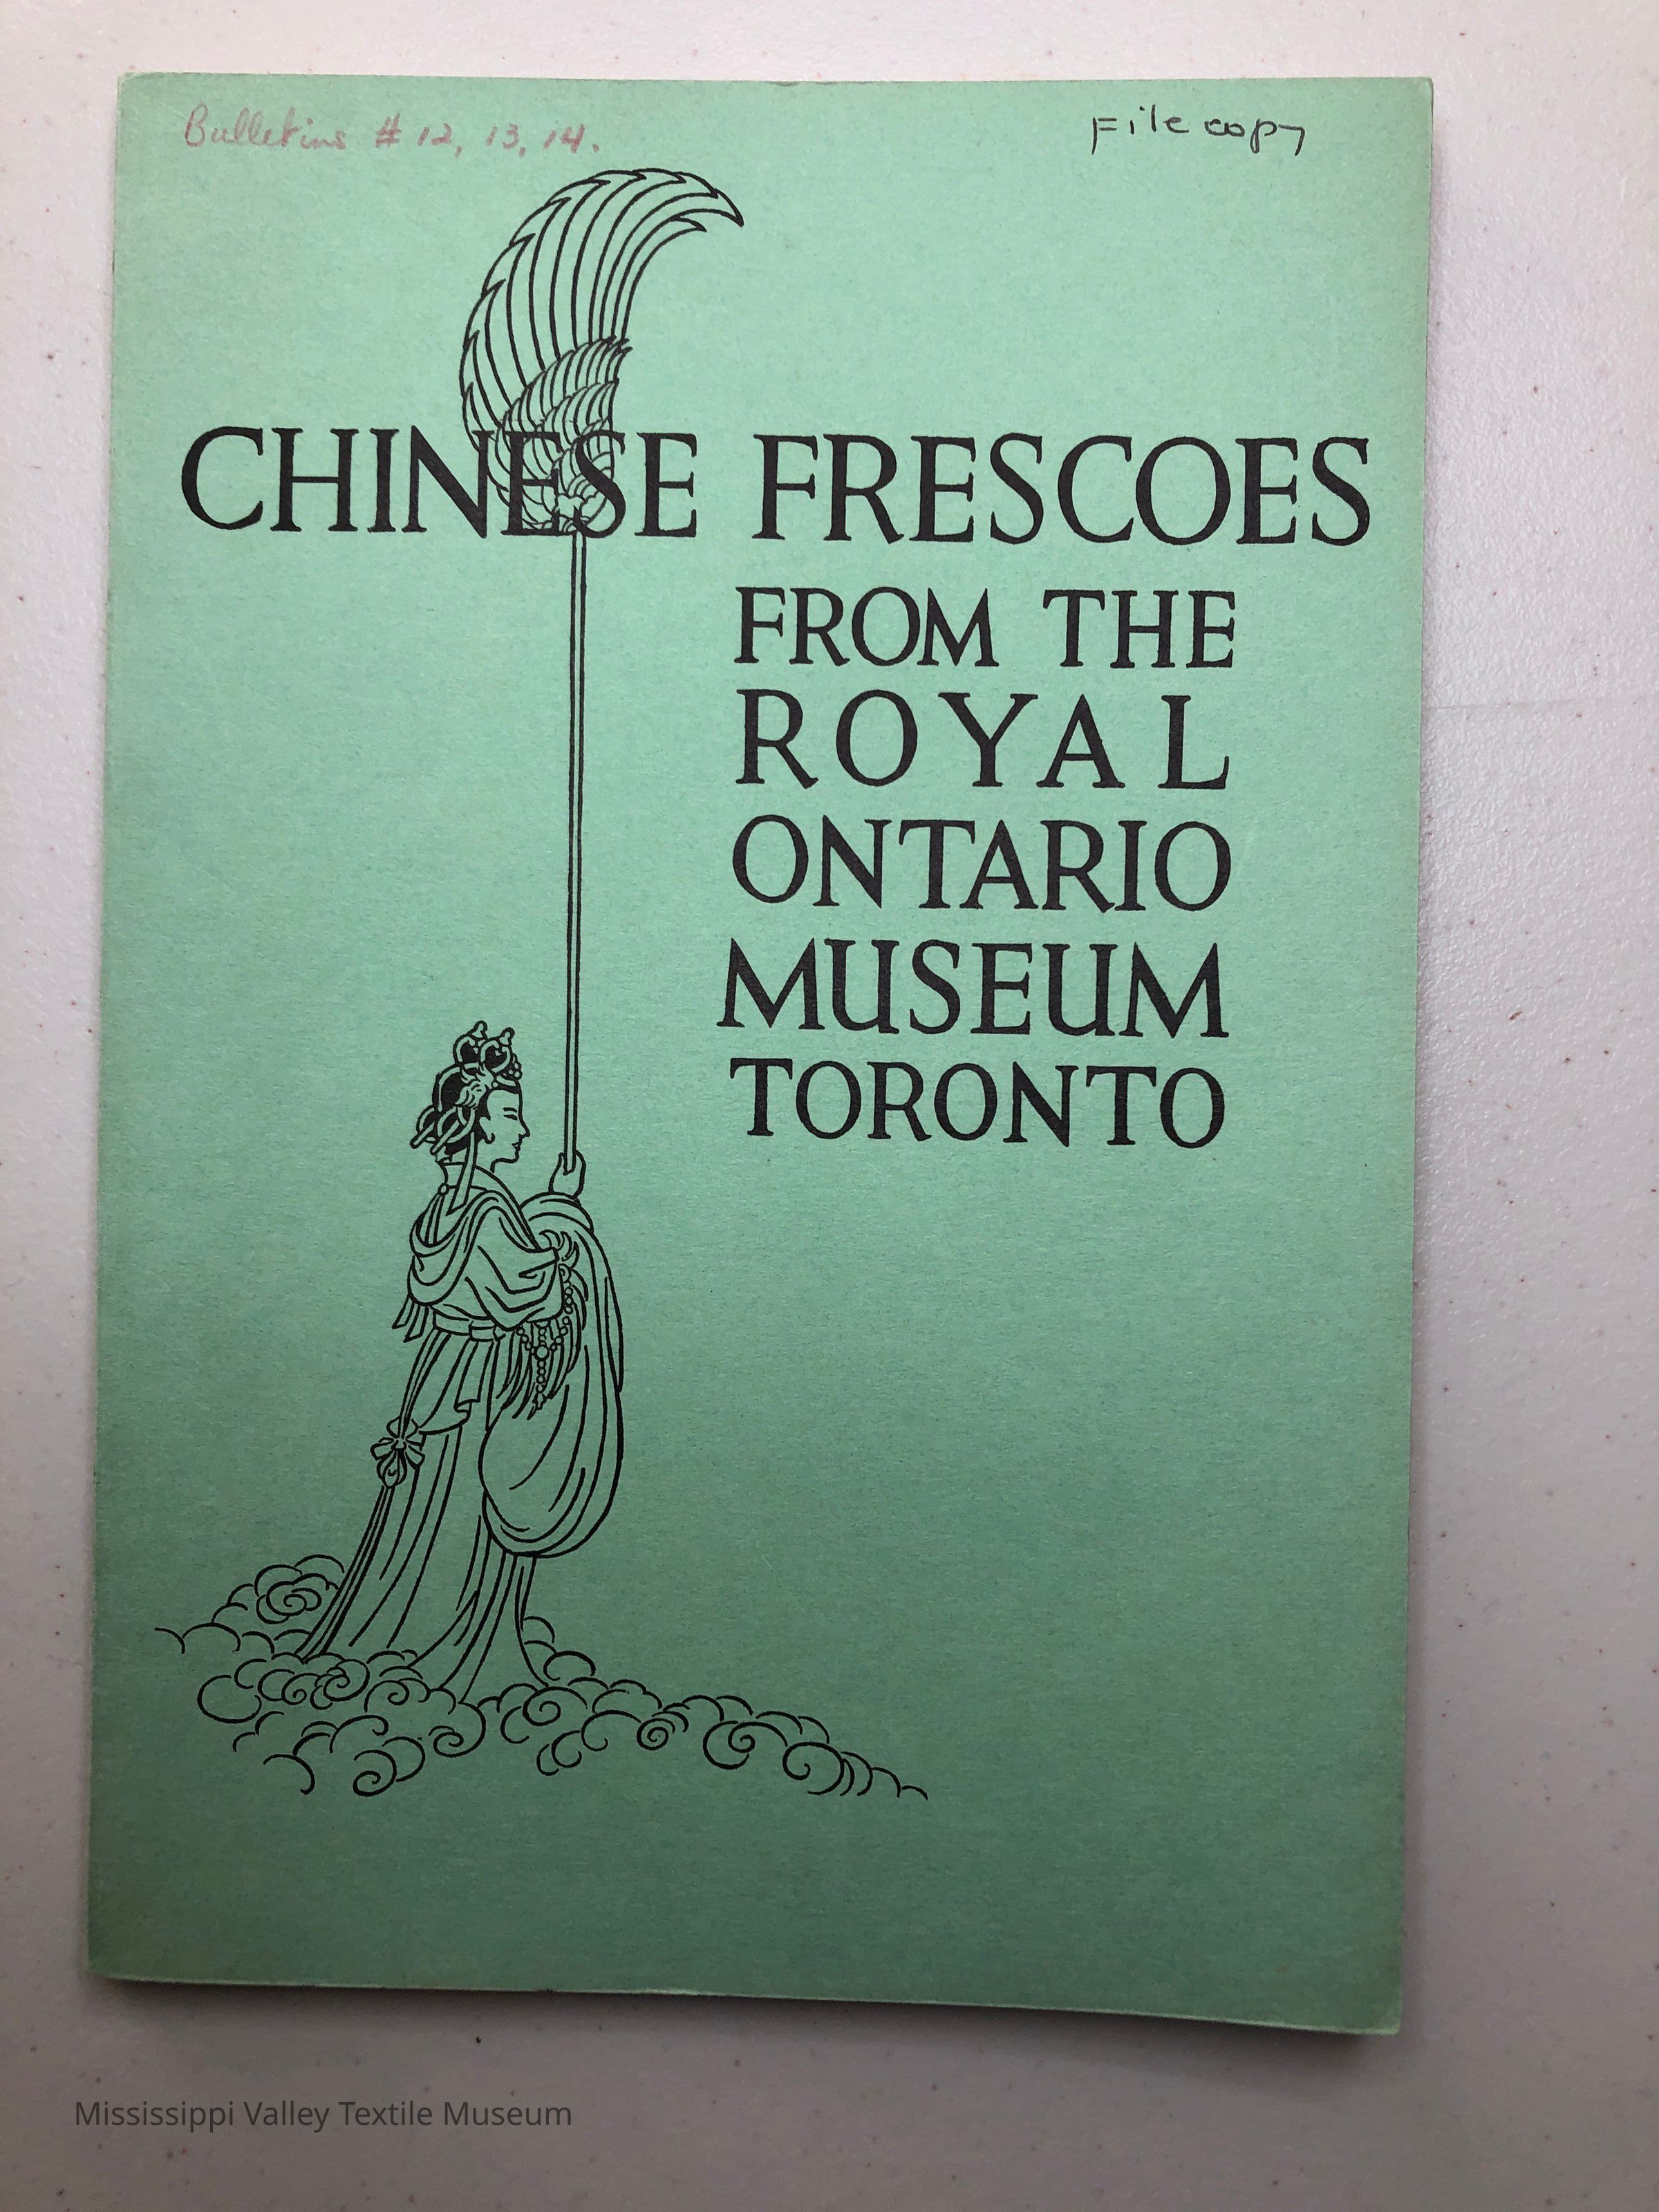 Bulletins # 12, 13, 14.
File copy
CHINESE FRESCOES
FROM THE
ROYAL
ONTARIO
MUSEUM
TORONTO
Mississippi Valley Textile Museum